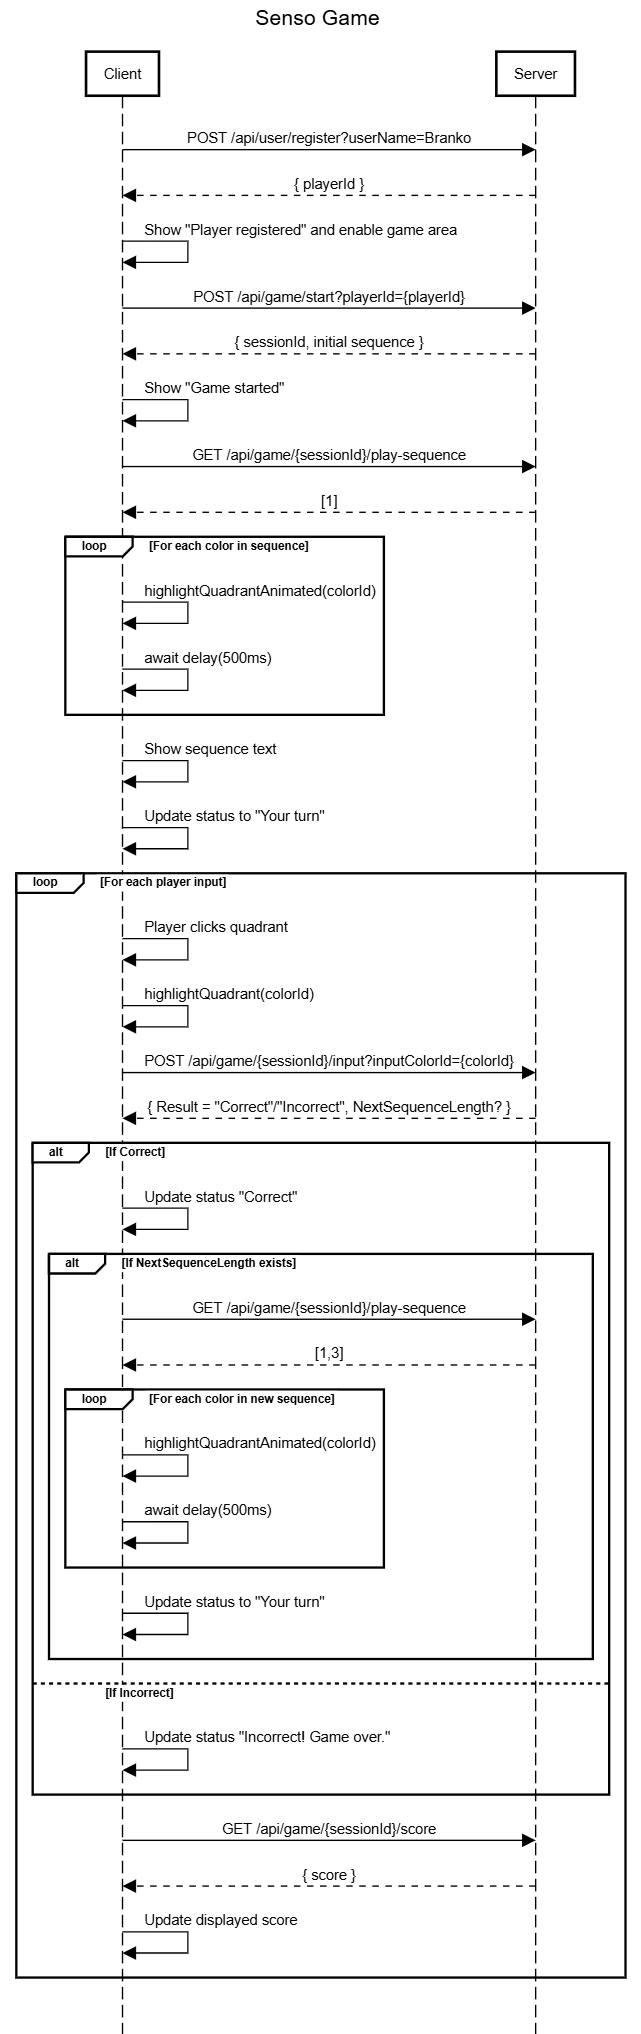 Senso Game
Client
Server
POST /api/user/register?userName=Branko
{ playerId }
Show "Player registered" and enable game area
POST /api/game/start?playerId={playerId}
{ sessionId, initial sequence }
Show "Game started"
GET /api/game/{sessionId}/play-sequence
[1]
loop
[For each color in sequence]
highlightQuadrantAnimated(colorId)
await delay(500ms)
Show sequence text
Update status to "Your turn"
loop
[For each player input]
Player clicks quadrant
highlightQuadrant(colorId)
POST /api/game/{sessionId}/input?inputColorId={colorId}
{ Result = "Correct"/"Incorrect", NextSequenceLength? }
alt
[If Correct]
Update status "Correct"
alt
[If NextSequenceLength exists]
GET /api/game/{sessionId}/play-sequence
[1,3]
loop
[For each color in new sequence]
highlightQuadrantAnimated(colorId)
await delay(500ms)
Update status to "Your turn"
[If Incorrect]
Update status "Incorrect! Game over."
GET /api/game/{sessionId}/score
{ score }
Update displayed score